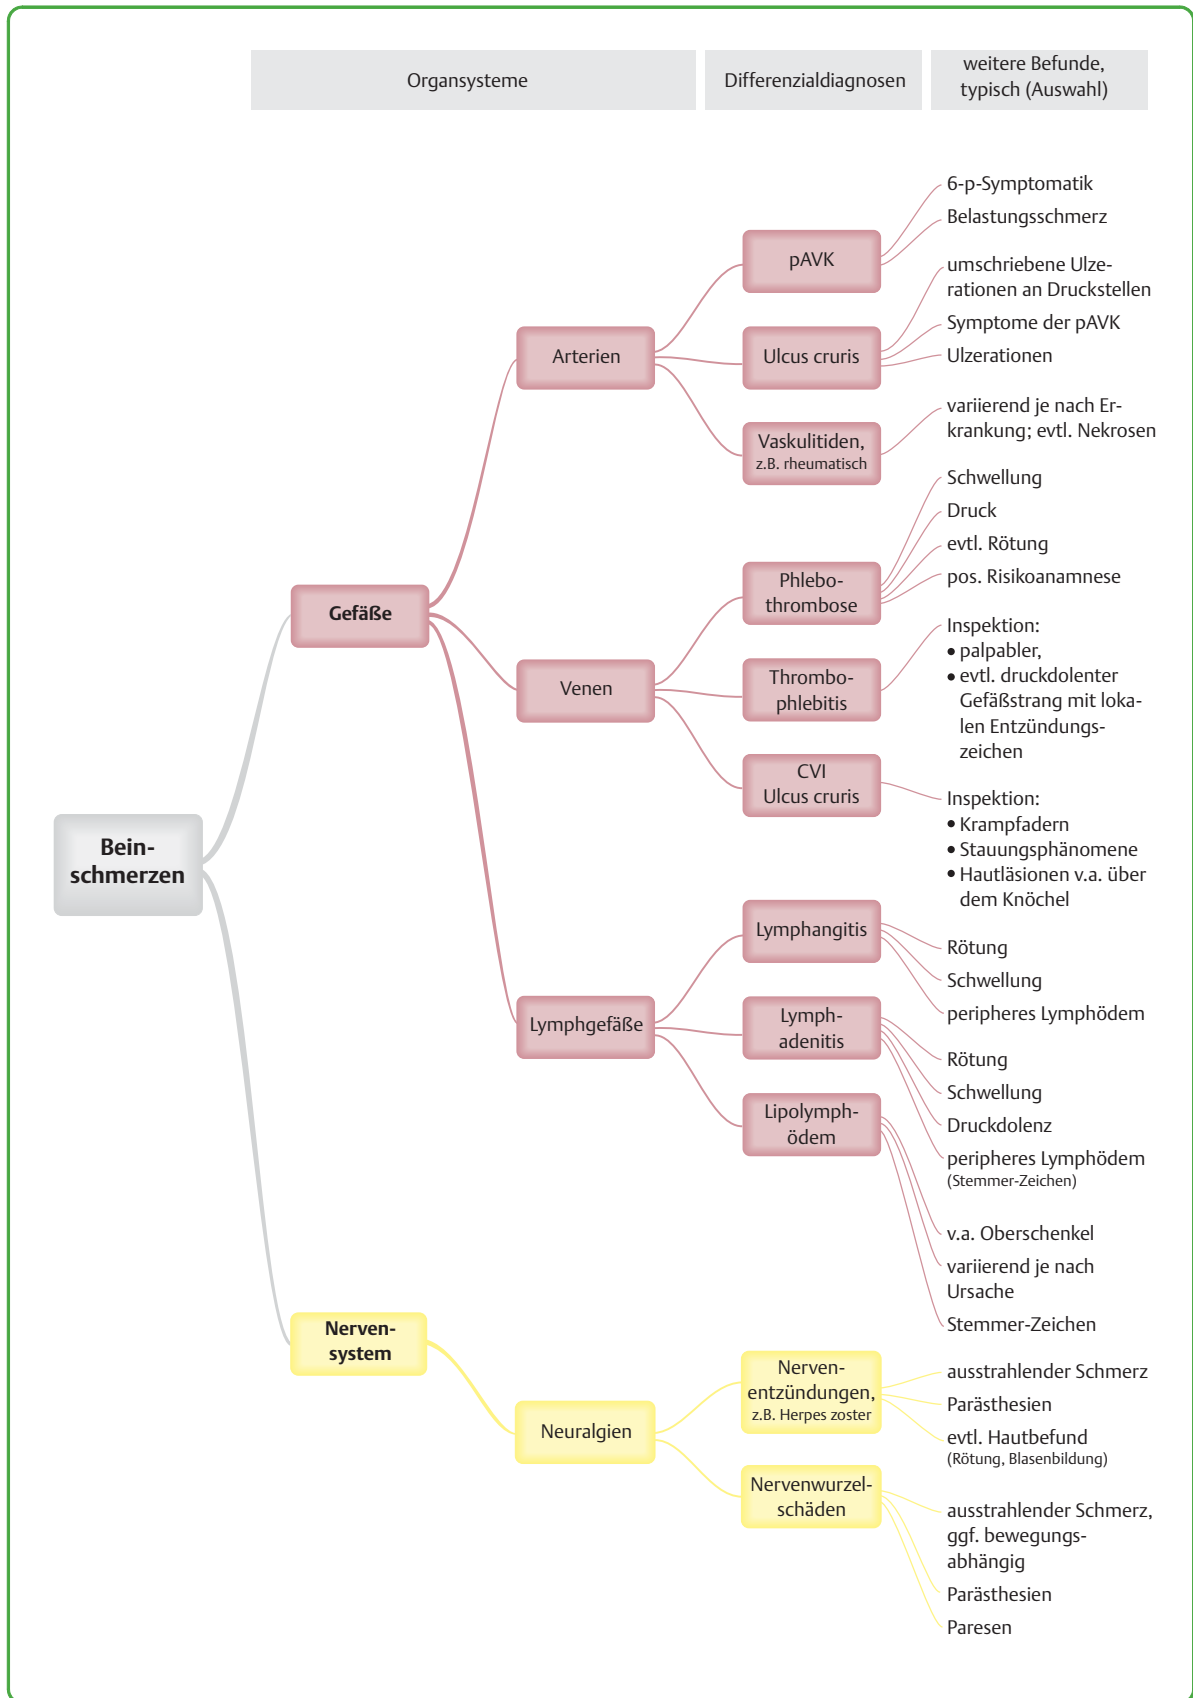 Organsysteme
Differenzialdiagnosen
weitere Befunde,
typisch (Auswahl)
Bein-
schmerzen
Gefäße
Arterien
pAVK
6-p-Symptomatik
Belastungsschmerz
Ulcus cruris
umschriebene Ulze-
rationen an Druckstellen
Symptome der pAVK
Ulzerationen
Vaskulitiden,
z.B. rheumatisch
variierend je nach Er-
krankung; evtl. Nekrosen
Venen
Phlebo-
thrombose
Schwellung
Druck
evtl. Rötung
pos. Risikoanamnese
Thrombo-
phlebitis
Inspektion:
• palpabler,
• evtl. druckdolenter
Gefäßstrang mit loka-
len Entzündungs-
zeichen
CVI
Ulcus cruris
Inspektion:
• Krampfadern
• Stauungsphänomene
• Hautläsionen v.a. über
dem Knöchel
Lymphgefäße
Lymphangitis
Rötung
Schwellung
peripheres Lymphödem
Lymph-
adenitis
Rötung
Schwellung
Druckdolenz
peripheres Lymphödem
(Stemmer-Zeichen)
Lipolymph-
ödem
v.a. Oberschenkel
variierend je nach
Ursache
Stemmer-Zeichen
Nerven-
system
Neuralgien
Nerven-
entzündungen,
z.B. Herpes zoster
ausstrahlender Schmerz
Parästhesien
evtl. Hautbefund
(Rötung, Blasenbildung)
Nervenwurzel-
schäden
ausstrahlender Schmerz,
ggf. bewegungs-
abhängig
Parästhesien
Paresen